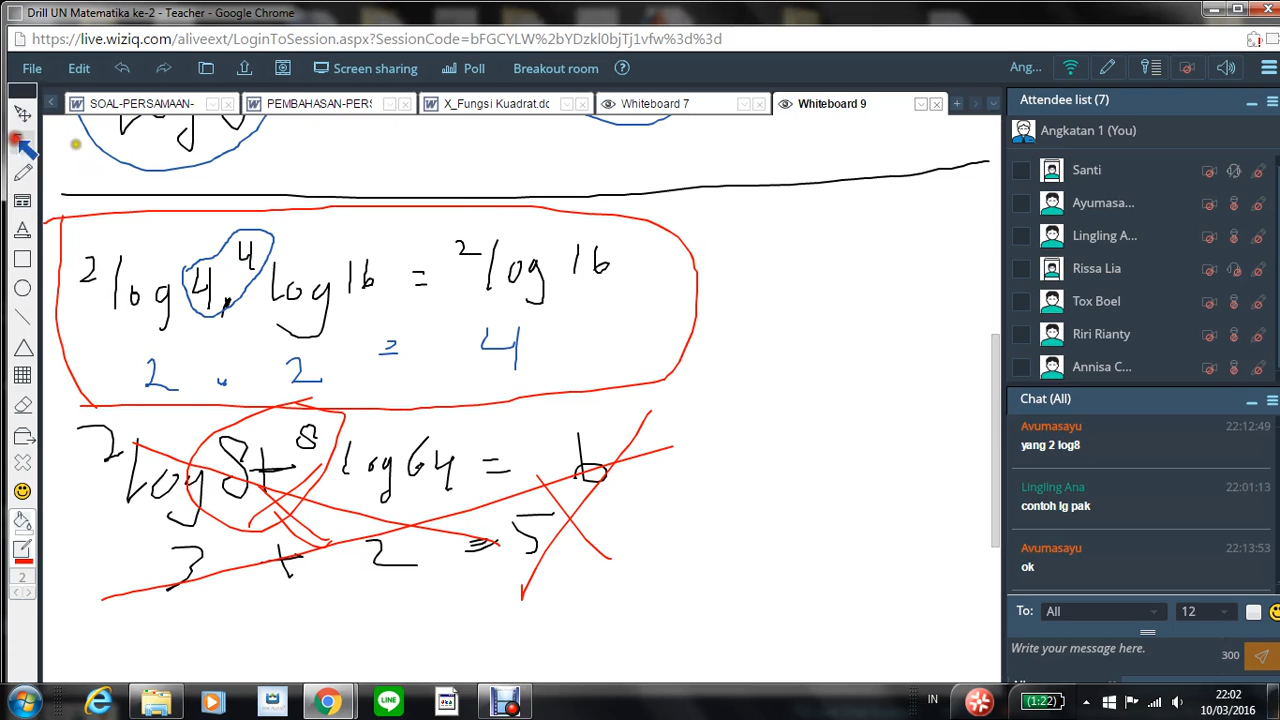 Drill UN Matematika ke-2 - Teacher - Google Chrome
https://live.wiziq.com/aliveext/LoginToSession.aspx?SessionCode=bFGCYLW%2bYDzkl0bjTj1vfw%3d%3d
File Edit Screen sharing Poll Breakout room Ang...
SOAL-PERSAMAAN- PEMBAHASAN-PERS X_Fungsi Kuadrat.dc Whiteboard 7 Whiteboard 9
Attendee list (7)
Angkatan 1 (You)
Santi
Ayumasa...
Lingling A...
Rissa Lia
Tox Boel
Riri Rianty
Annisa C...
²log 4 . ⁴log 16 = ²log 16
2 . 2 = 4
²log 8 + ⁸log 64 = 6
3 + 2 = 5
Chat (All)
Avumasayu 22:12:49
yang 2 log8
Lingling Ana 22:01:13
contoh lg pak
Avumasayu 22:13:53
ok
To: All 12
Write your message here. 300
2
IN (1:22) 22:02
10/03/2016